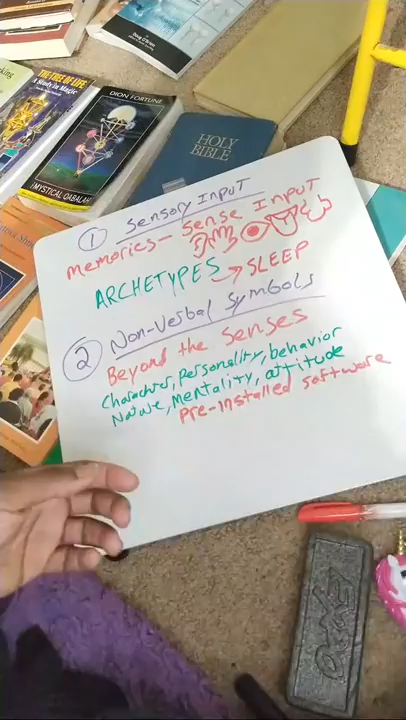 Doug O'Brien
THE TREE OF LIFE
A Study in Magic
DION FORTUNE
MYSTICAL QABALAH
HOLY
BIBLE
1 Sensory Input
memories - Sense Input
ARCHETYPES → SLEEP
2 Non-Verbal Symbols
Beyond the Senses
Character, personality, behavior
Nature, Mentality, attitude
Pre-installed software
EXPO